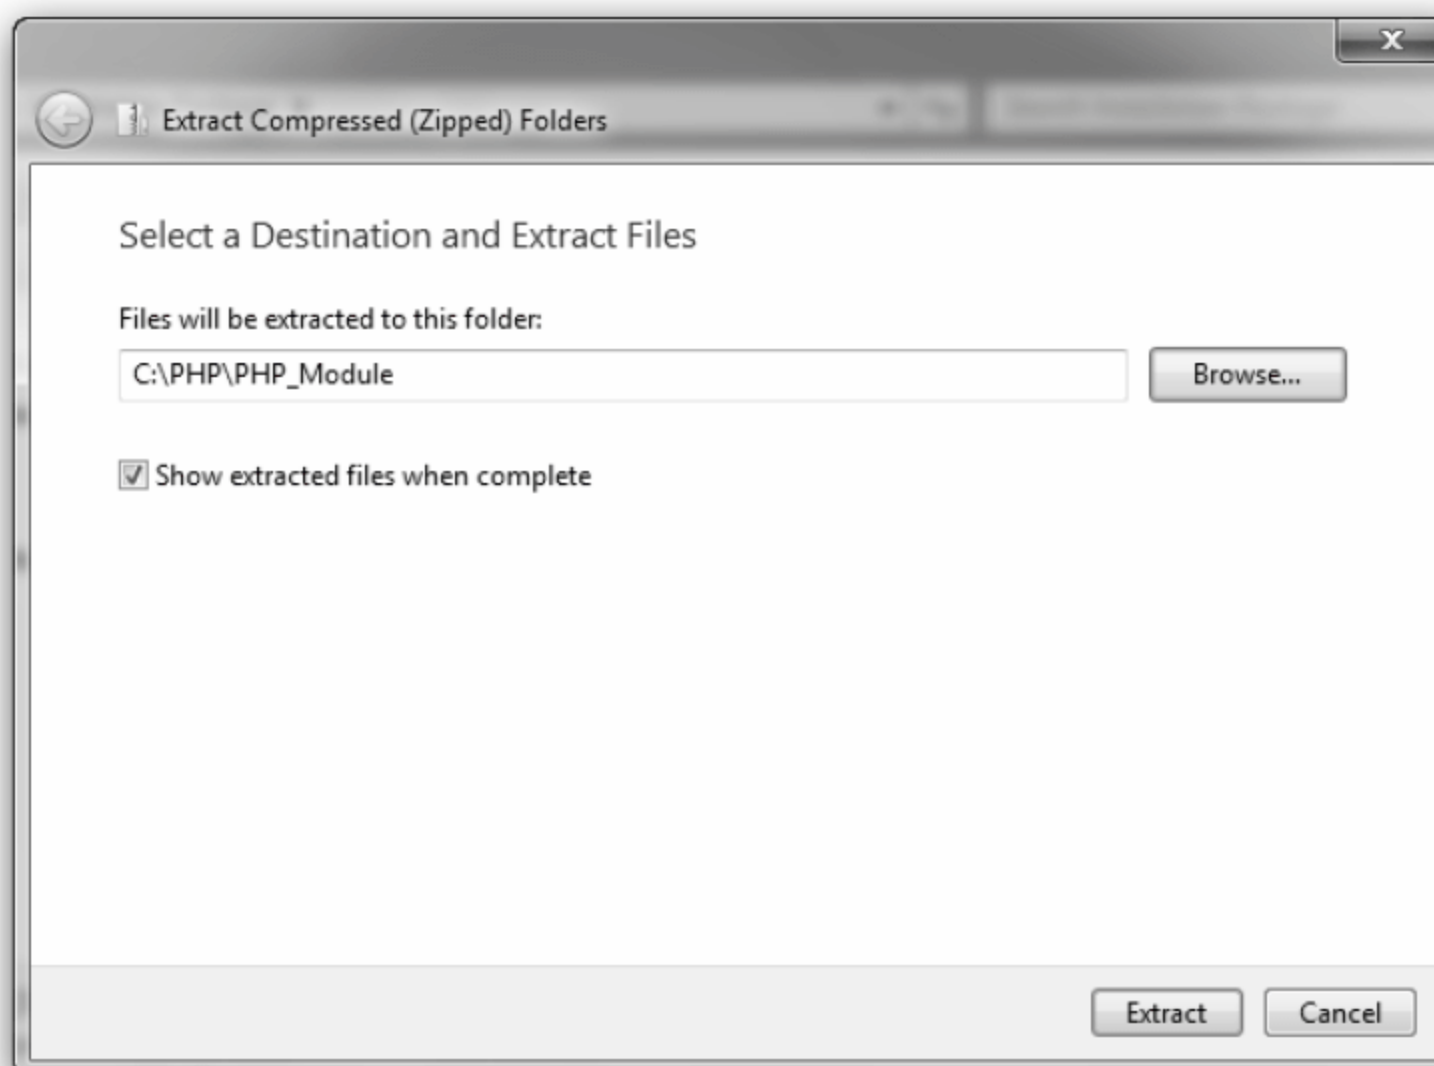 Extract Compressed (Zipped) Folders
Select a Destination and Extract Files
Files will be extracted to this folder:
C:\PHP\PHP_Module
Browse...
Show extracted files when complete
Extract
Cancel